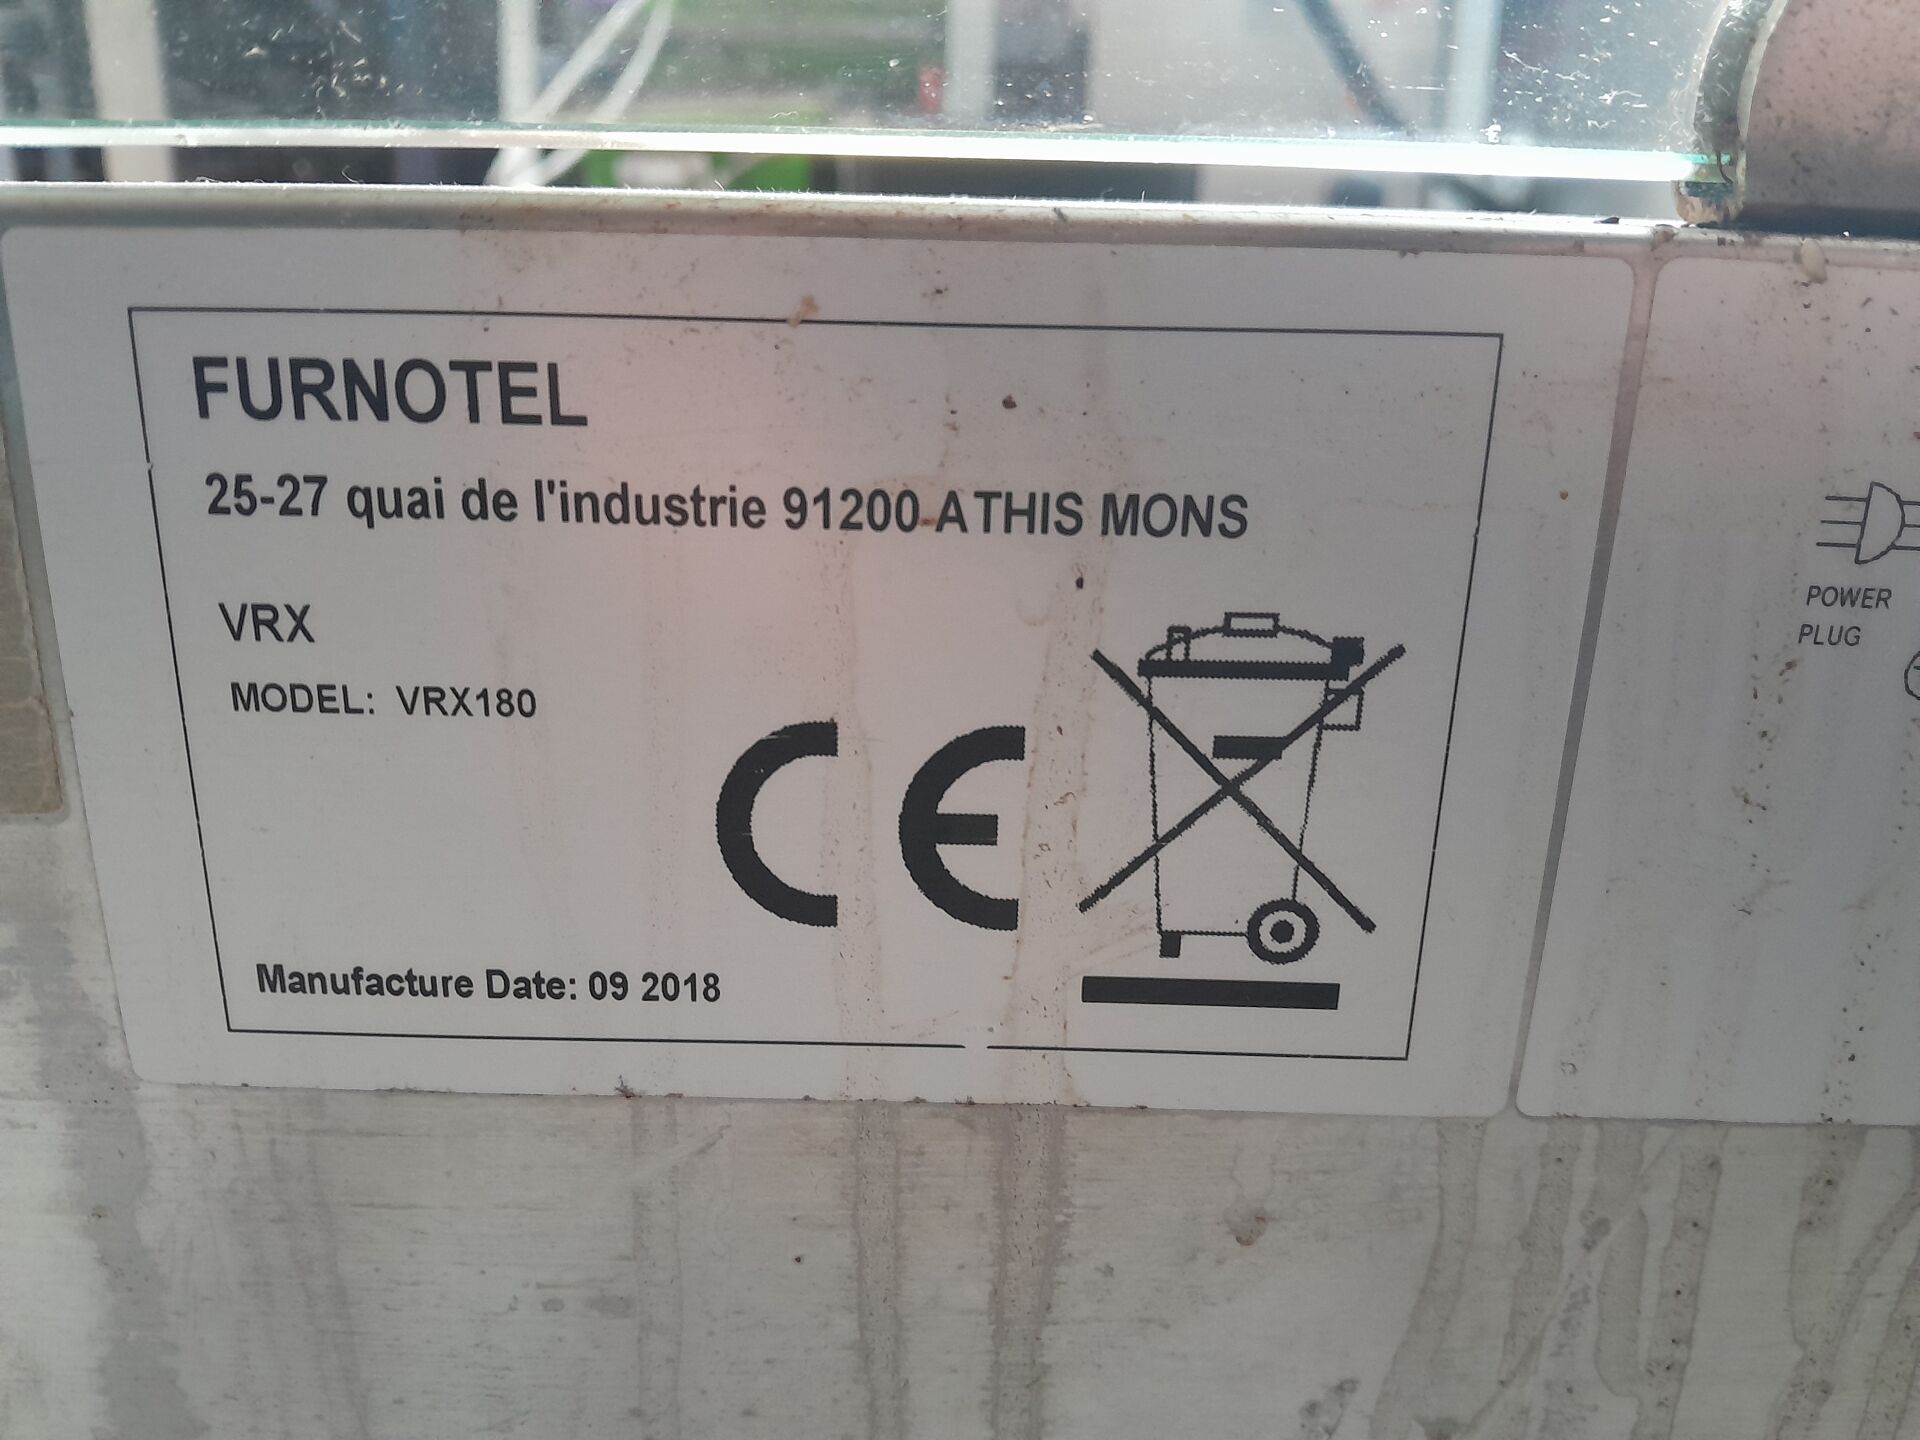 FURNOTEL
25-27 quai de l'industrie 91200 ATHIS MONS
VRX
MODEL: VRX180
CE
Manufacture Date: 09 2018
POWER
PLUG